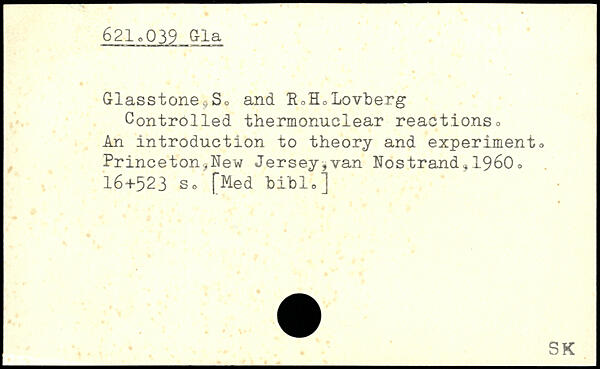 621.039 Gla
Glasstone,S. and R.H.Lovberg
Controlled thermonuclear reactions.
An introduction to theory and experiment.
Princeton,New Jersey,van Nostrand,1960.
16+523 s. [Med bibl.]
SK